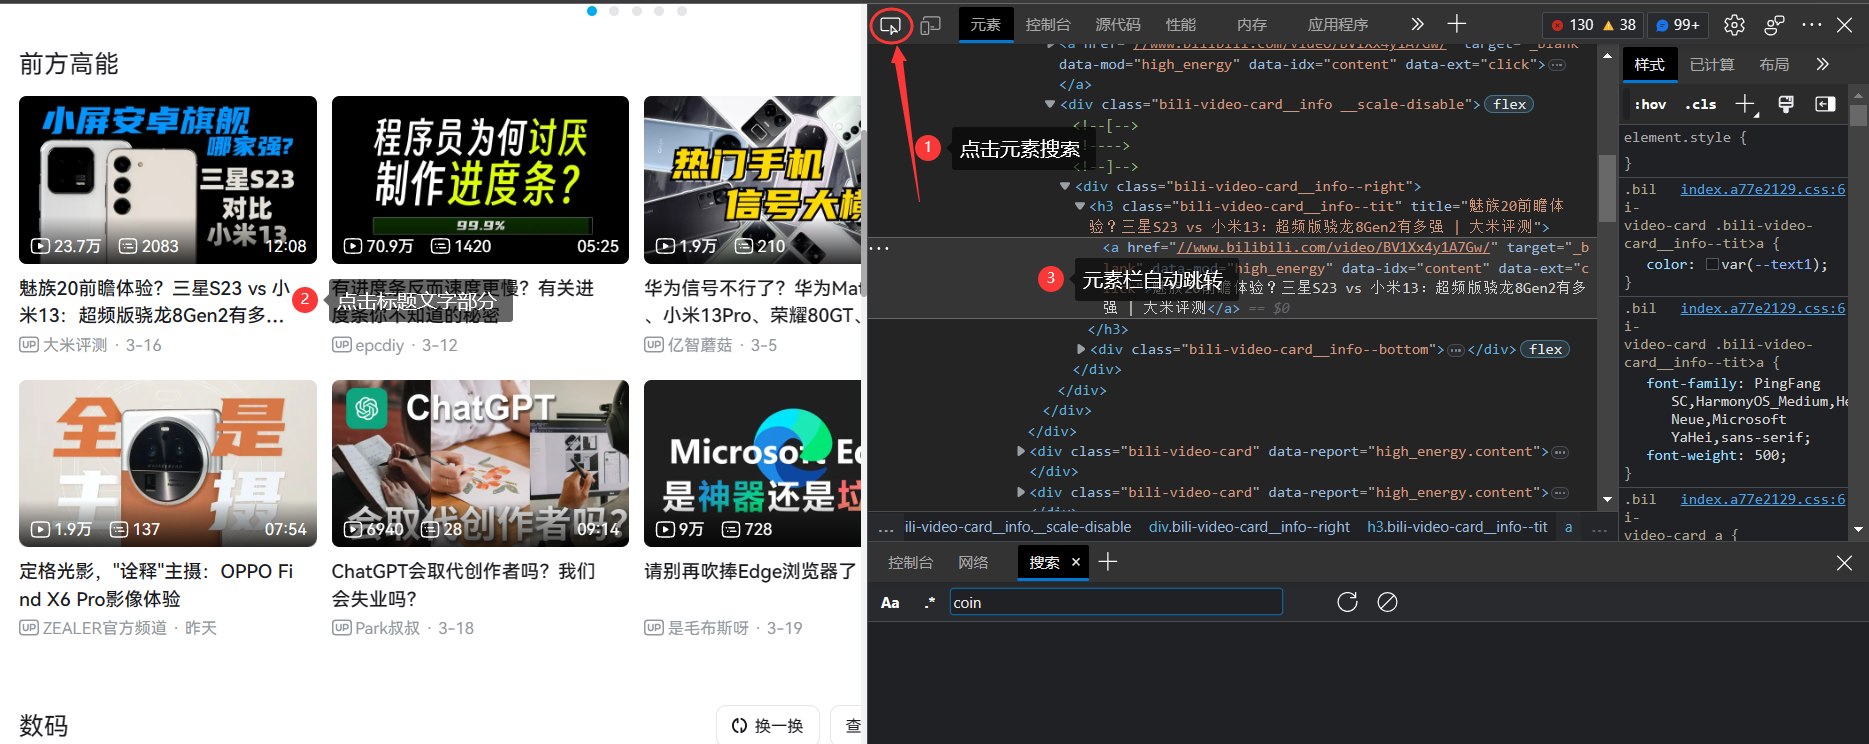 前方高能
小屏安卓旗舰
哪家强?
三星S23
对比
小米13
23.7万 2083 12:08
魅族20前瞻体验？三星S23 vs 小
米13：超频版骁龙8Gen2有多...
UP 大米评测 · 3-16
程序员为何讨厌
制作进度条?
99.9%
70.9万 1420 05:25
有进度条反而速度更慢？有关进
度条你不知道的秘密
UP epcdiy · 3-12
热门手机
信号大横
1.9万 210
华为信号不行了？华为Mat
、小米13Pro、荣耀80GT、
UP 亿智蘑菇 · 3-5
2
点击标题文字部分
全是
主摄
1.9万 137 07:54
定格光影，"诠释"主摄：OPPO Fi
nd X6 Pro影像体验
UP ZEALER官方频道 · 昨天
ChatGPT
会取代创作者吗?
6940 28 09:14
ChatGPT会取代创作者吗？我们
会失业吗？
UP Park叔叔 · 3-18
Microsoft Ed
是神器还是垃
9万 728
请别再吹捧Edge浏览器了
UP 是毛布斯呀 · 3-19
数码
换一换
查
元素 控制台 源代码 性能 内存 应用程序 130 38 99+
<a href="//www.bilibili.com/video/BV1Xx4y1A7Gw/" target="_blank"
data-mod="high_energy" data-idx="content" data-ext="click">
</a>
<div class="bili-video-card__info __scale-disable"> flex
<!--[-->
---->
<!--]-->
1
点击元素搜索
<div class="bili-video-card__info--right">
<h3 class="bili-video-card__info--tit" title="魅族20前瞻体
验？三星S23 vs 小米13：超频版骁龙8Gen2有多强 | 大米评测">
<a href="//www.bilibili.com/video/BV1Xx4y1A7Gw/" target="_b
lank" data-mod="high_energy" data-idx="content" data-ext="c
lick">魅族20前瞻体验？三星S23 vs 小米13：超频版骁龙8Gen2有多
强 | 大米评测</a> == $0
3
元素栏自动跳转
</h3>
<div class="bili-video-card__info--bottom"> </div> flex
</div>
</div>
</div>
</div>
<div class="bili-video-card" data-report="high_energy.content">
</div>
<div class="bili-video-card" data-report="high_energy.content">
</div>
... ili-video-card__info.__scale-disable div.bili-video-card__info--right h3.bili-video-card__info--tit a ...
样式 已计算 布局
:hov .cls
element.style {
}
.bil index.a77e2129.css:6
i-
video-card .bili-video-
card__info--tit>a {
color: var(--text1);
}
.bil index.a77e2129.css:6
i-
video-card .bili-video-
card__info--tit>a {
font-family: PingFang
SC,HarmonyOS_Medium,He
Neue,Microsoft
YaHei,sans-serif;
font-weight: 500;
}
.bil index.a77e2129.css:6
i-
video-card a {
控制台 网络 搜索 ×
Aa .* coin